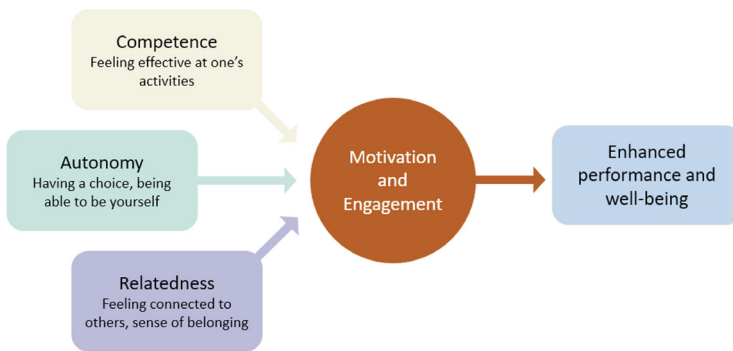 Competence
Feeling effective at one's
activities
Autonomy
Having a choice, being
able to be yourself
Relatedness
Feeling connected to
others, sense of belonging
Motivation
and
Engagement
Enhanced
performance and
well-being